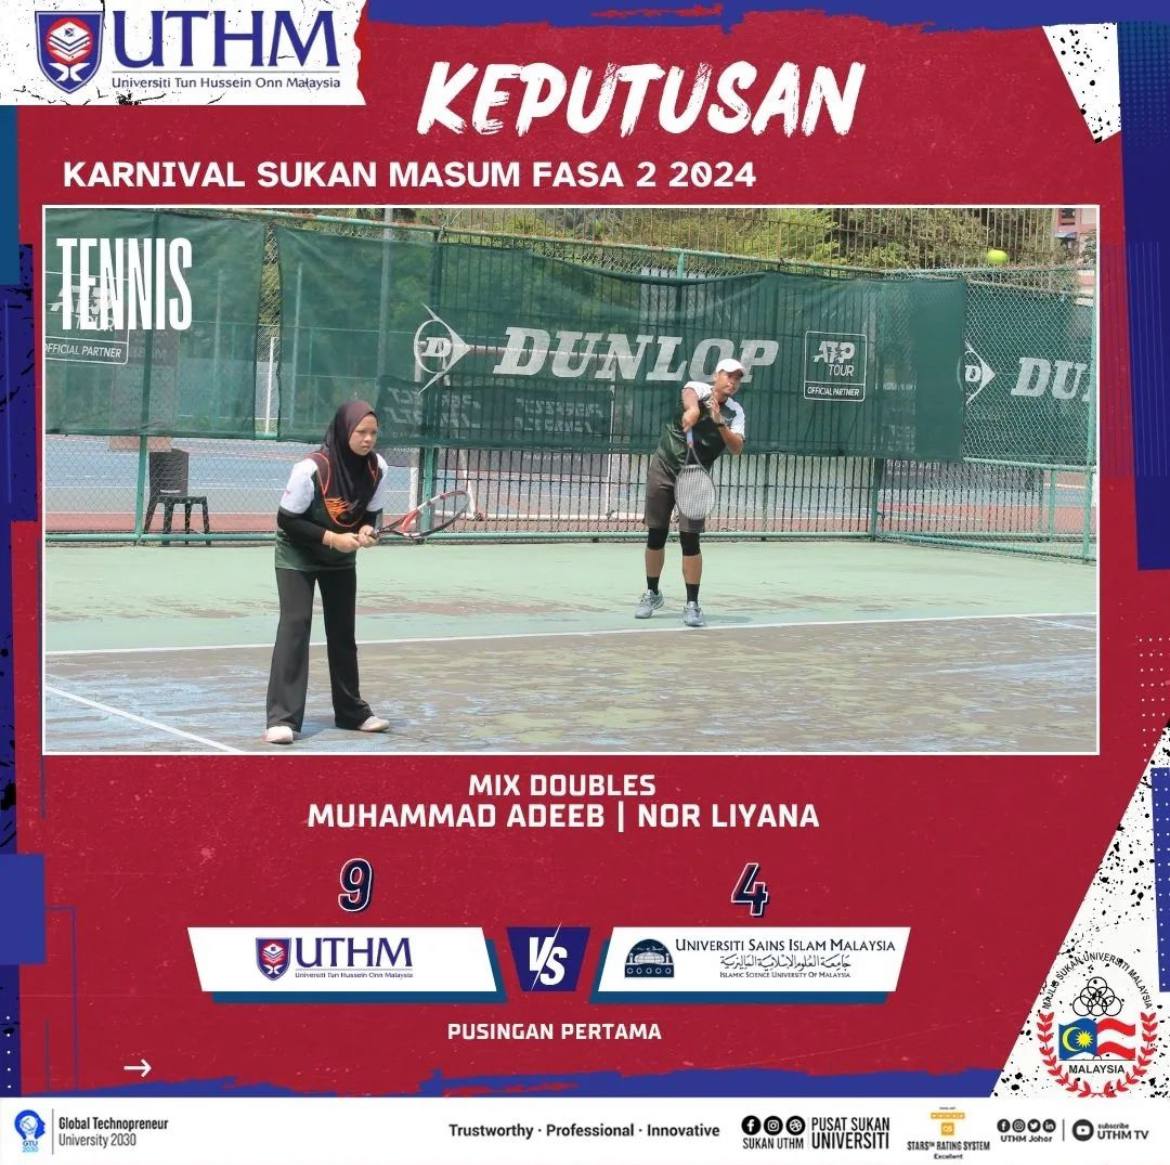 UTHM
Universiti Tun Hussein Onn Malaysia
KEPUTUSAN
KARNIVAL SUKAN MASUM FASA 2 2024
TENNIS
OFFICIAL PARTNER
D DUNLOP
ATP
TOUR
OFFICIAL PARTNER
D DU
MIX DOUBLES
MUHAMMAD ADEEB | NOR LIYANA
9 4
UTHM
Universiti Tun Hussein Onn Malaysia
VS
UNIVERSITI SAINS ISLAM MALAYSIA
جامعة العلوم الإسلامية الماليزية
ISLAMIC SCIENCE UNIVERSITY OF MALAYSIA
PUSINGAN PERTAMA
MAJLIS SUKAN UNIVERSITI MALAYSIA
MALAYSIA
GTU
2030
Global Technopreneur
University 2030
Trustworthy · Professional · Innovative
SUKAN UTHM
PUSAT SUKAN
UNIVERSITI
STARS™ RATING SYSTEM
Excellent
UTHM Johor
subscribe
UTHM TV